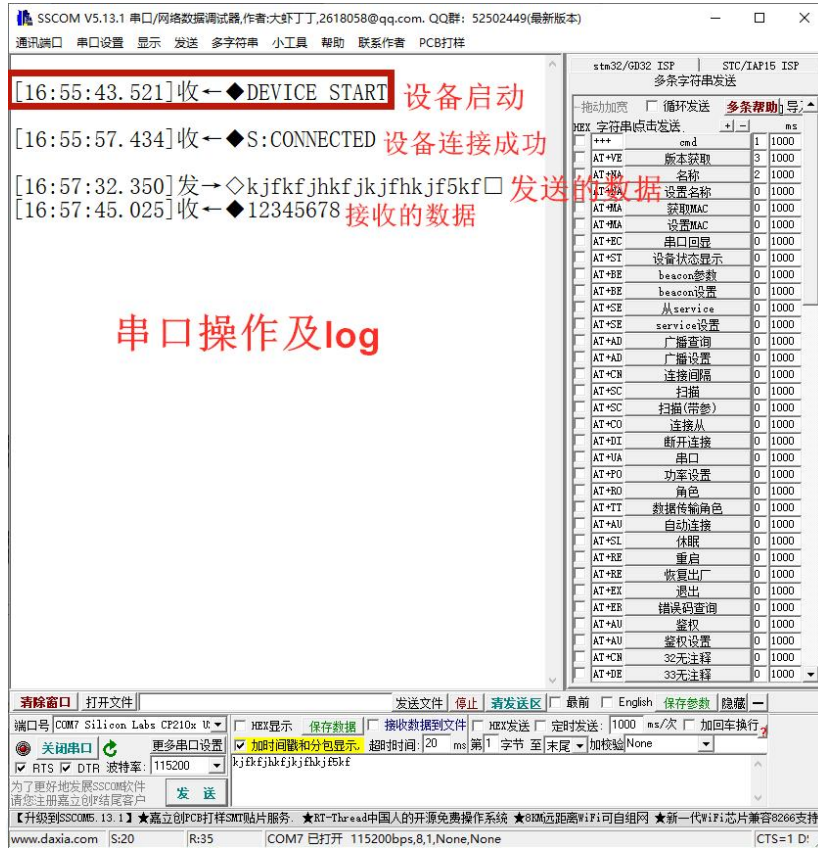 SSCOM V5.13.1 串口/网络数据调试器,作者:大虾丁丁,2618058@qq.com. QQ群: 52502449(最新版本)
通讯端口 串口设置 显示 发送 多字符串 小工具 帮助 联系作者 PCB打样
[16:55:43.521]收←◆DEVICE START 设备启动
[16:55:57.434]收←◆S:CONNECTED 设备连接成功
[16:57:32.350]发→◇kjfkfjhkfjkjfhkjf5kf□ 发送的数据
[16:57:45.025]收←◆12345678 接收的数据
串口操作及log
stm32/GD32 ISP STC/IAP15 ISP
多条字符串发送
拖动加宽 循环发送 多条帮助 导
HEX 字符串 点击发送 + - ms
+++ cmd 1 1000
AT+VE 版本获取 3 1000
AT+NA 名称 2 1000
AT+NA 设置名称 0 1000
AT+MA 获取MAC 0 1000
AT+MA 设置MAC 0 1000
AT+EC 串口回显 0 1000
AT+ST 设备状态显示 0 1000
AT+BE beacon参数 0 1000
AT+BE beacon设置 0 1000
AT+SE 从service 0 1000
AT+SE service设置 0 1000
AT+AD 广播查询 0 1000
AT+AD 广播设置 0 1000
AT+CN 连接间隔 0 1000
AT+SC 扫描 0 1000
AT+SC 扫描(带参) 0 1000
AT+CO 连接从 0 1000
AT+DI 断开连接 0 1000
AT+UA 串口 0 1000
AT+PO 功率设置 0 1000
AT+RO 角色 0 1000
AT+TT 数据传输角色 0 1000
AT+AU 自动连接 0 1000
AT+SL 休眠 0 1000
AT+RE 重启 0 1000
AT+RE 恢复出厂 0 1000
AT+EX 退出 0 1000
AT+ER 错误码查询 0 1000
AT+AU 鉴权 0 1000
AT+AU 鉴权设置 0 1000
AT+CN 32无注释 0 1000
AT+DE 33无注释 0 1000
清除窗口 打开文件 发送文件 停止 清发送区 最前 English 保存参数 隐藏 —
端口号 COM7 Silicon Labs CP210x U HEX显示 保存数据 接收数据到文件 HEX发送 定时发送: 1000 ms/次 加回车换行
关闭串口 更多串口设置 加时间戳和分包显示. 超时时间: 20 ms 第1 字节 至 末尾 加校验 None
RTS DTR 波特率: 115200 kjfkfjhkfjkjfhkjf5kf
为了更好地发展SSCOM软件
请您注册嘉立创F结尾客户 发 送
【升级到SSCOM5.13.1】★嘉立创PCB打样SMT贴片服务. ★RT-Thread中国人的开源免费操作系统 ★8KM远距离WiFi可自组网 ★新一代WiFi芯片兼容8266支持
www.daxia.com S:20 R:35 COM7 已打开 115200bps,8,1,None,None CTS=1 D